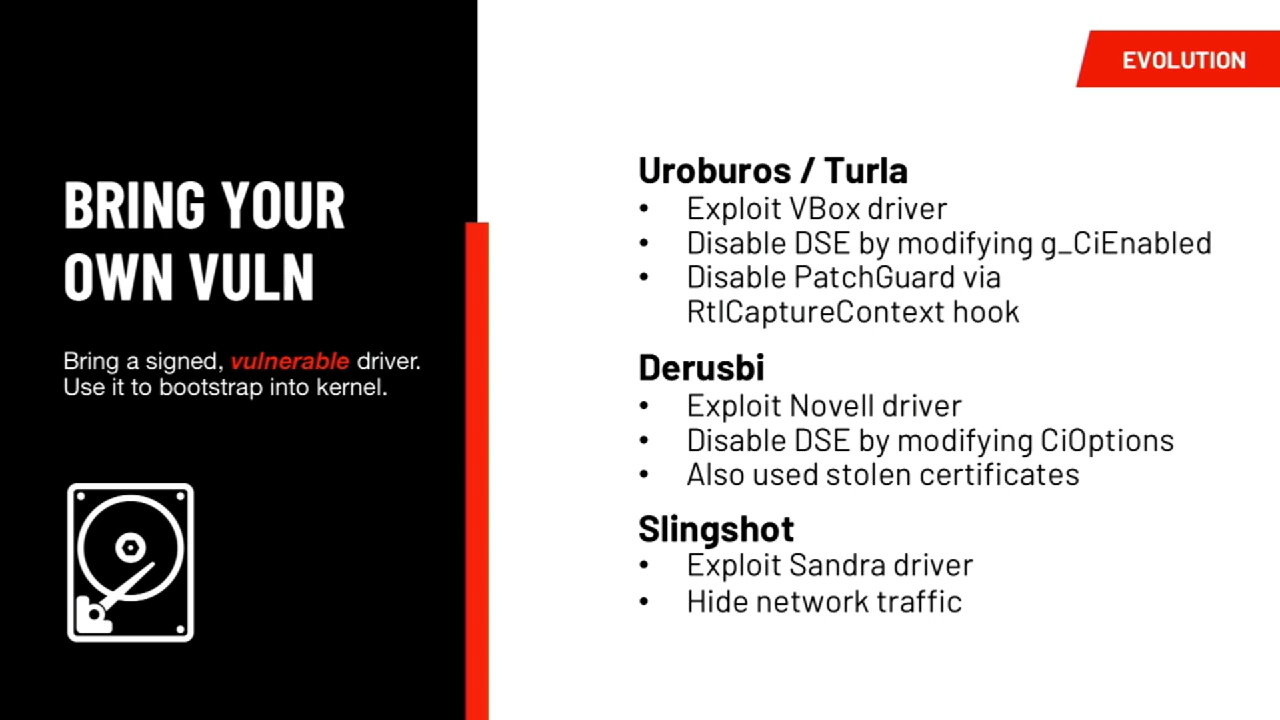 EVOLUTION
BRING YOUR
OWN VULN
Bring a signed, vulnerable driver.
Use it to bootstrap into kernel.
Uroburos / Turla
• Exploit VBox driver
• Disable DSE by modifying g_CiEnabled
• Disable PatchGuard via
RtlCaptureContext hook
Derusbi
• Exploit Novell driver
• Disable DSE by modifying CiOptions
• Also used stolen certificates
Slingshot
• Exploit Sandra driver
• Hide network traffic